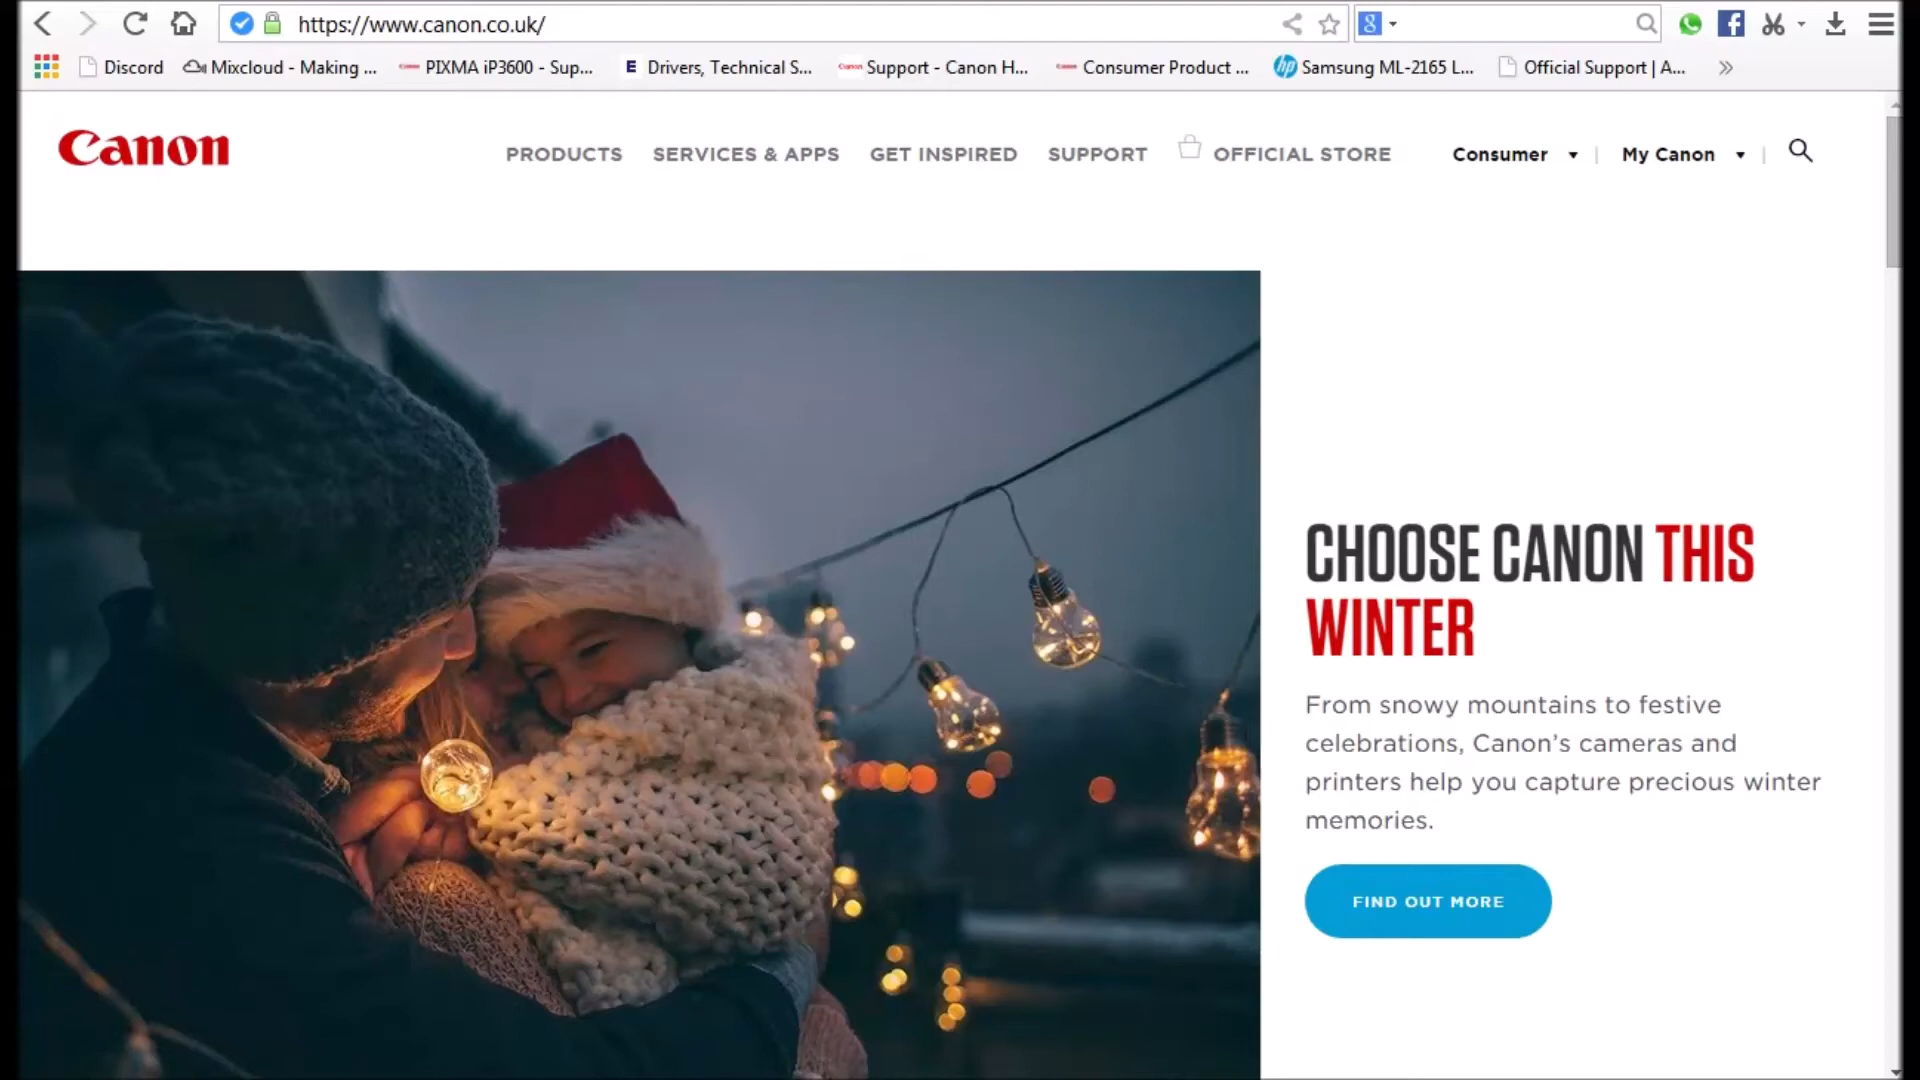 https://www.canon.co.uk/
Discord Mixcloud - Making ... PIXMA iP3600 - Sup... Drivers, Technical S... Support - Canon H... Consumer Product ... Samsung ML-2165 L... Official Support | A... »
Canon PRODUCTS SERVICES & APPS GET INSPIRED SUPPORT OFFICIAL STORE Consumer My Canon
CHOOSE CANON THIS
WINTER
From snowy mountains to festive
celebrations, Canon’s cameras and
printers help you capture precious winter
memories.
FIND OUT MORE